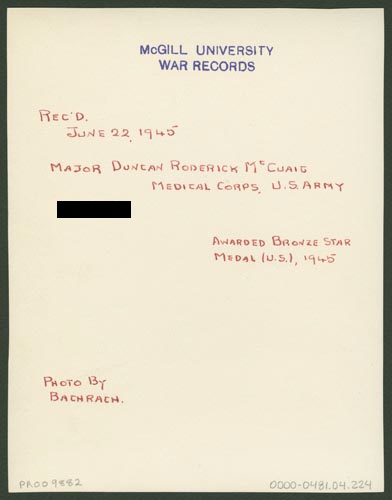 McGILL UNIVERSITY
WAR RECORDS
REC'D.
JUNE 22, 1945
MAJOR DUNCAN RODERICK McCUAIG
MEDICAL CORPS, U.S. ARMY
AWARDED BRONZE STAR
MEDAL (U.S.), 1945
PHOTO BY
BACHRACH.
PR009882
0000-0481.04.224